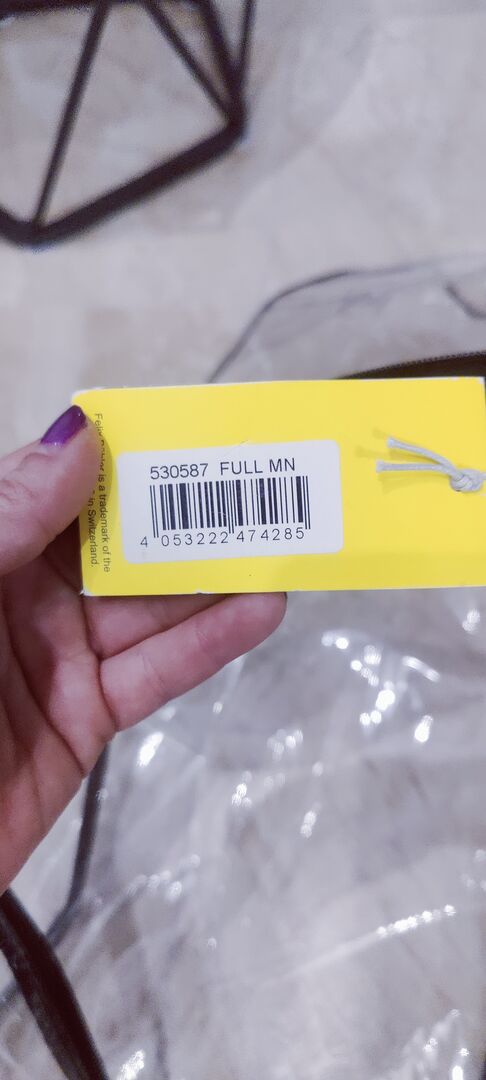 530587 FULL MN
4 053222 474285
is a trademark of the
in Switzerland.